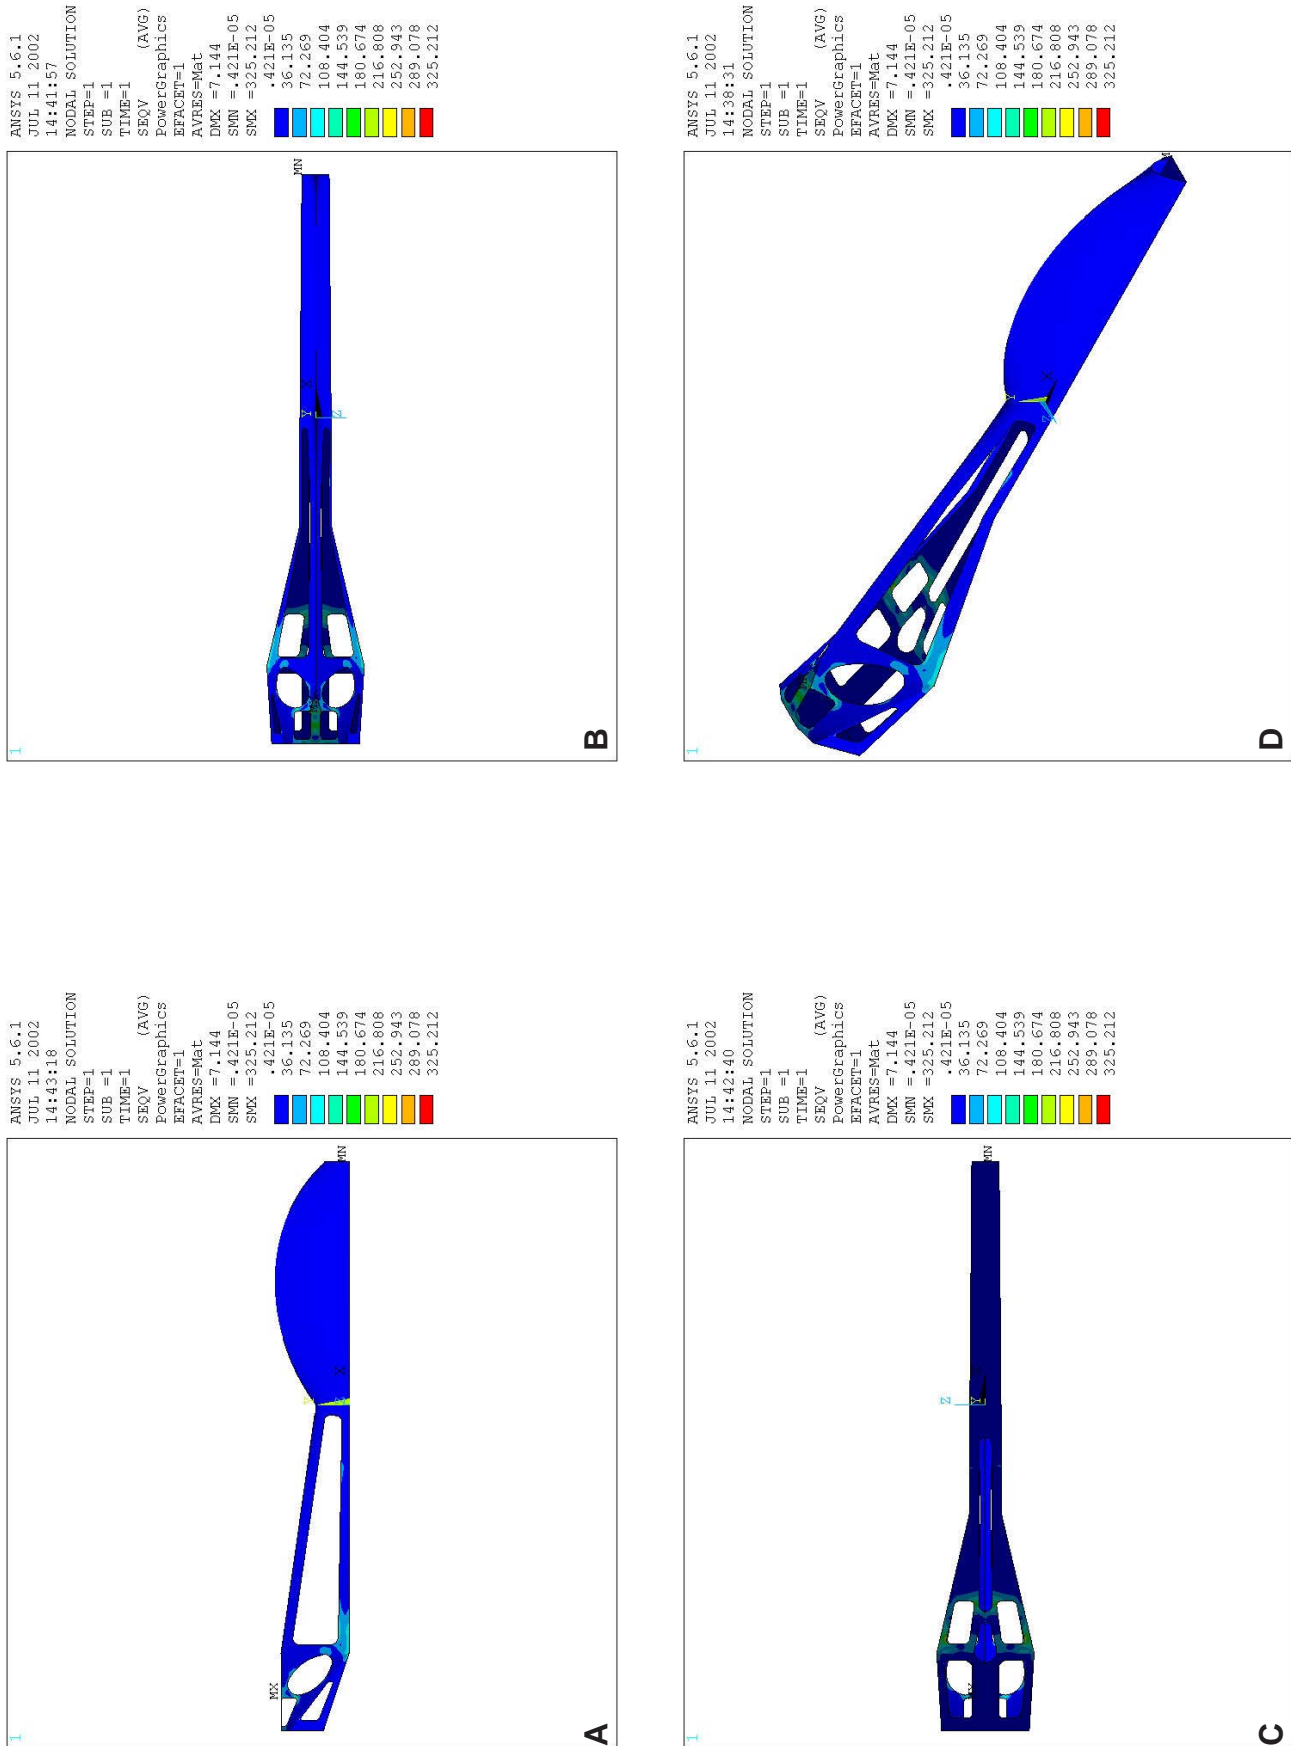 1
MX
MN
Y
Z
X
A
ANSYS 5.6.1
JUL 11 2002
14:43:18
NODAL SOLUTION
STEP=1
SUB =1
TIME=1
SEQV (AVG)
PowerGraphics
EFACET=1
AVRES=Mat
DMX =7.144
SMN =.421E-05
SMX =325.212
.421E-05
36.135
72.269
108.404
144.539
180.674
216.808
252.943
289.078
325.212
1
MN
Y
X
Z
B
ANSYS 5.6.1
JUL 11 2002
14:41:57
NODAL SOLUTION
STEP=1
SUB =1
TIME=1
SEQV (AVG)
PowerGraphics
EFACET=1
AVRES=Mat
DMX =7.144
SMN =.421E-05
SMX =325.212
.421E-05
36.135
72.269
108.404
144.539
180.674
216.808
252.943
289.078
325.212
1
Z
Y
MN
C
ANSYS 5.6.1
JUL 11 2002
14:42:40
NODAL SOLUTION
STEP=1
SUB =1
TIME=1
SEQV (AVG)
PowerGraphics
EFACET=1
AVRES=Mat
DMX =7.144
SMN =.421E-05
SMX =325.212
.421E-05
36.135
72.269
108.404
144.539
180.674
216.808
252.943
289.078
325.212
1
Y
X
Z
M
D
ANSYS 5.6.1
JUL 11 2002
14:38:31
NODAL SOLUTION
STEP=1
SUB =1
TIME=1
SEQV (AVG)
PowerGraphics
EFACET=1
AVRES=Mat
DMX =7.144
SMN =.421E-05
SMX =325.212
.421E-05
36.135
72.269
108.404
144.539
180.674
216.808
252.943
289.078
325.212